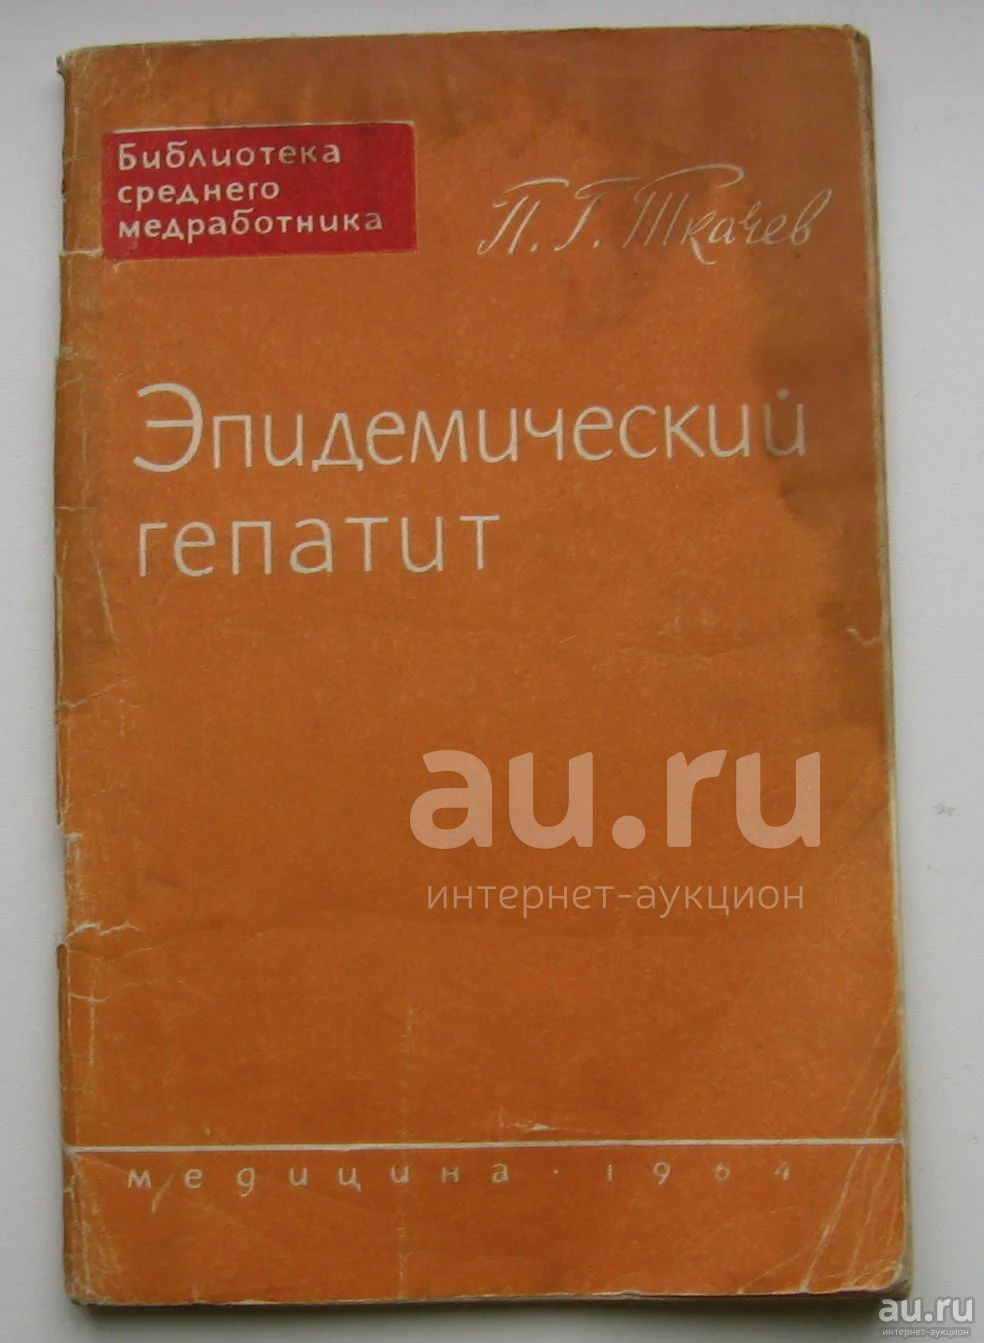 Библиотека
среднего
медработника
П. Г. Ткачев
Эпидемический
гепатит
au.ru
интернет-аукцион
медицина · 1964
au.ru
интернет-аукцион